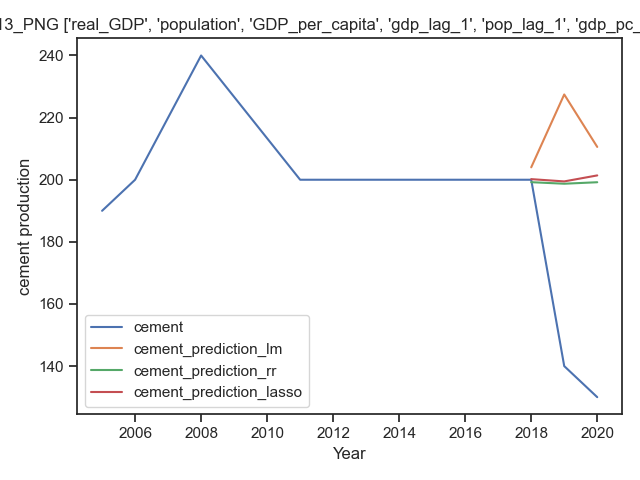 13_PNG ['real_GDP', 'population', 'GDP_per_capita', 'gdp_lag_1', 'pop_lag_1', 'gdp_pc_
240
220
200
180
160
140
cement production
cement
cement_prediction_lm
cement_prediction_rr
cement_prediction_lasso
2006 2008 2010 2012 2014 2016 2018 2020
Year